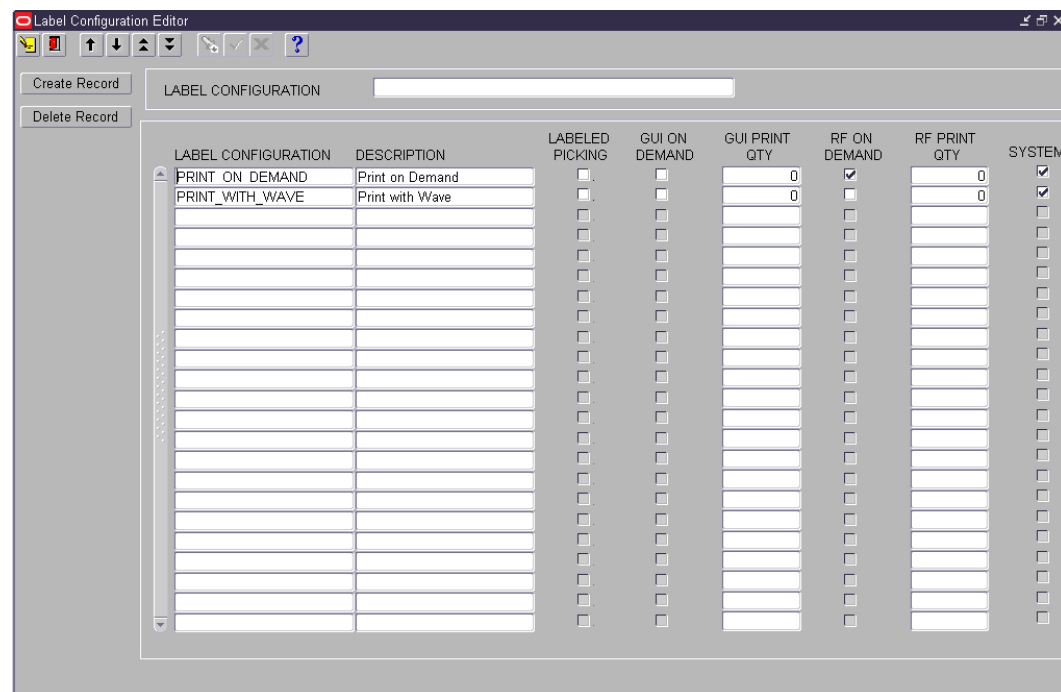 Label Configuration Editor
?
Create Record
LABEL CONFIGURATION
Delete Record
LABELED GUI ON GUI PRINT RF ON RF PRINT
LABEL CONFIGURATION DESCRIPTION PICKING DEMAND QTY DEMAND QTY SYSTEM
PRINT_ON_DEMAND Print on Demand 0 0
PRINT_WITH_WAVE Print with Wave 0 0